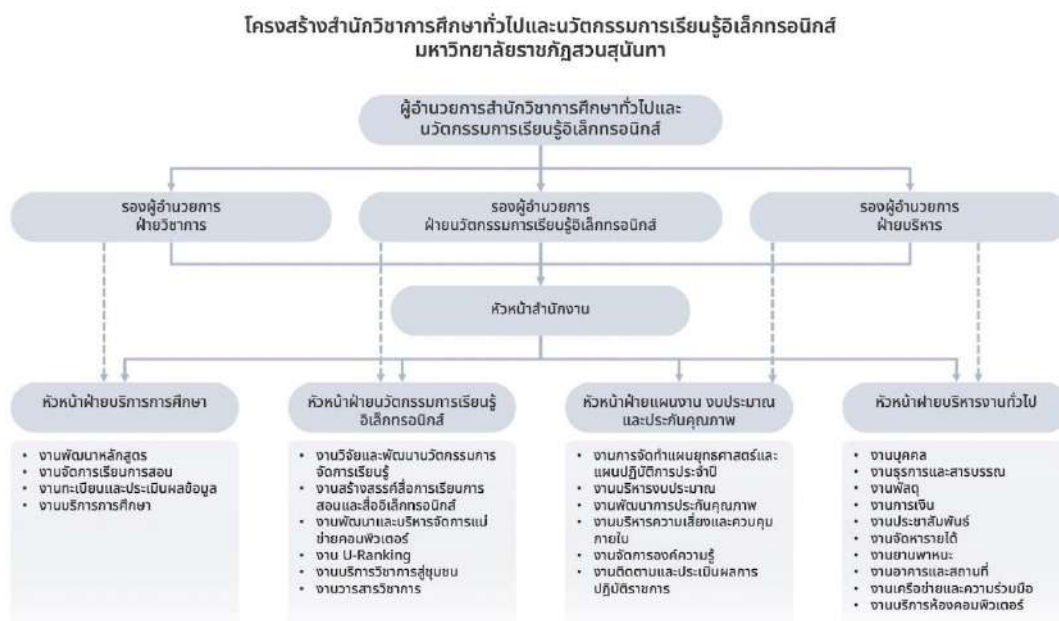 โครงสร้างสำนักวิชาการศึกษาทั่วไปและนวัตกรรมการเรียนรู้อิเล็กทรอนิกส์
มหาวิทยาลัยราชภัฏสวนสุนันทา
ผู้อำนวยการสำนักวิชาการศึกษาทั่วไปและ
นวัตกรรมการเรียนรู้อิเล็กทรอนิกส์
รองผู้อำนวยการ
ฝ่ายวิชาการ
รองผู้อำนวยการ
ฝ่ายนวัตกรรมการเรียนรู้อิเล็กทรอนิกส์
รองผู้อำนวยการ
ฝ่ายบริหาร
หัวหน้าสำนักงาน
หัวหน้าฝ่ายบริการการศึกษา
• งานพัฒนาหลักสูตร
• งานจัดการเรียนการสอน
• งานทะเบียนและประเมินผลข้อมูล
• งานบริการการศึกษา
หัวหน้าฝ่ายนวัตกรรมการเรียนรู้
อิเล็กทรอนิกส์
• งานวิจัยและพัฒนานวัตกรรมการ
จัดการเรียนรู้
• งานสร้างสรรค์สื่อการเรียนการ
สอนและสื่ออิเล็กทรอนิกส์
• งานพัฒนาและบริหารจัดการแม่
ข่ายคอมพิวเตอร์
• งาน U-Ranking
• งานบริการวิชาการสู่ชุมชน
• งานวารสารวิชาการ
หัวหน้าฝ่ายแผนงาน งบประมาณ
และประกันคุณภาพ
• งานการจัดทำแผนยุทธศาสตร์และ
แผนปฏิบัติการประจำปี
• งานบริหารงบประมาณ
• งานพัฒนาการประกันคุณภาพ
• งานบริหารความเสี่ยงและควบคุม
ภายใน
• งานจัดการองค์ความรู้
• งานติดตามและประเมินผลการ
ปฏิบัติราชการ
หัวหน้าฝ่ายบริหารงานทั่วไป
• งานบุคคล
• งานธุรการและสารบรรณ
• งานพัสดุ
• งานการเงิน
• งานประชาสัมพันธ์
• งานจัดหารายได้
• งานยานพาหนะ
• งานอาคารและสถานที่
• งานเครือข่ายและความร่วมมือ
• งานบริการห้องคอมพิวเตอร์